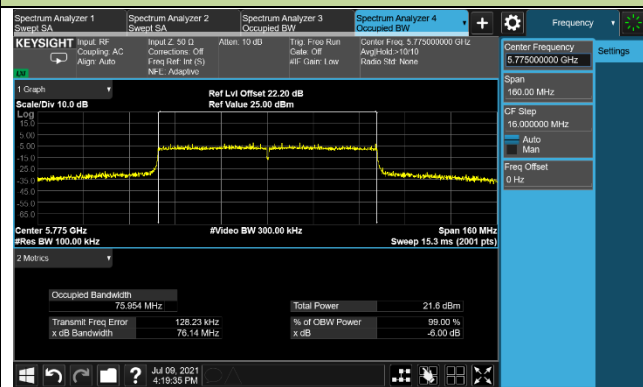 Spectrum Analyzer 1
Swept SA
Spectrum Analyzer 2
Swept SA
Spectrum Analyzer 3
Occupied BW
Spectrum Analyzer 4
Occupied BW
Frequency
KEYSIGHT
Input: RF
Coupling: AC
Align: Auto
Input Z: 50 Ω
Corrections: Off
Freq Ref: Int (S)
NFE: Adaptive
Atten: 10 dB
Trig: Free Run
Gate: Off
#IF Gain: Low
Center Freq: 5.775000000 GHz
Avg|Hold:>10/10
Radio Std: None
LXI
1 Graph
Scale/Div 10.0 dB
Ref Lvl Offset 22.20 dB
Ref Value 25.00 dBm
Log
15.0
5.00
-5.00
-15.0
-25.0
-35.0
-45.0
-55.0
-65.0
Center 5.775 GHz
#Res BW 100.00 kHz
#Video BW 300.00 kHz
Span 160 MHz
Sweep 15.3 ms (2001 pts)
2 Metrics
Occupied Bandwidth
75.954 MHz
Total Power
21.6 dBm
Transmit Freq Error
128.23 kHz
% of OBW Power
99.00 %
x dB Bandwidth
76.14 MHz
x dB
-6.00 dB
Center Frequency
5.775000000 GHz
Settings
Span
160.00 MHz
CF Step
16.000000 MHz
Auto
Man
Freq Offset
0 Hz
?
Jul 09, 2021
4:19:35 PM